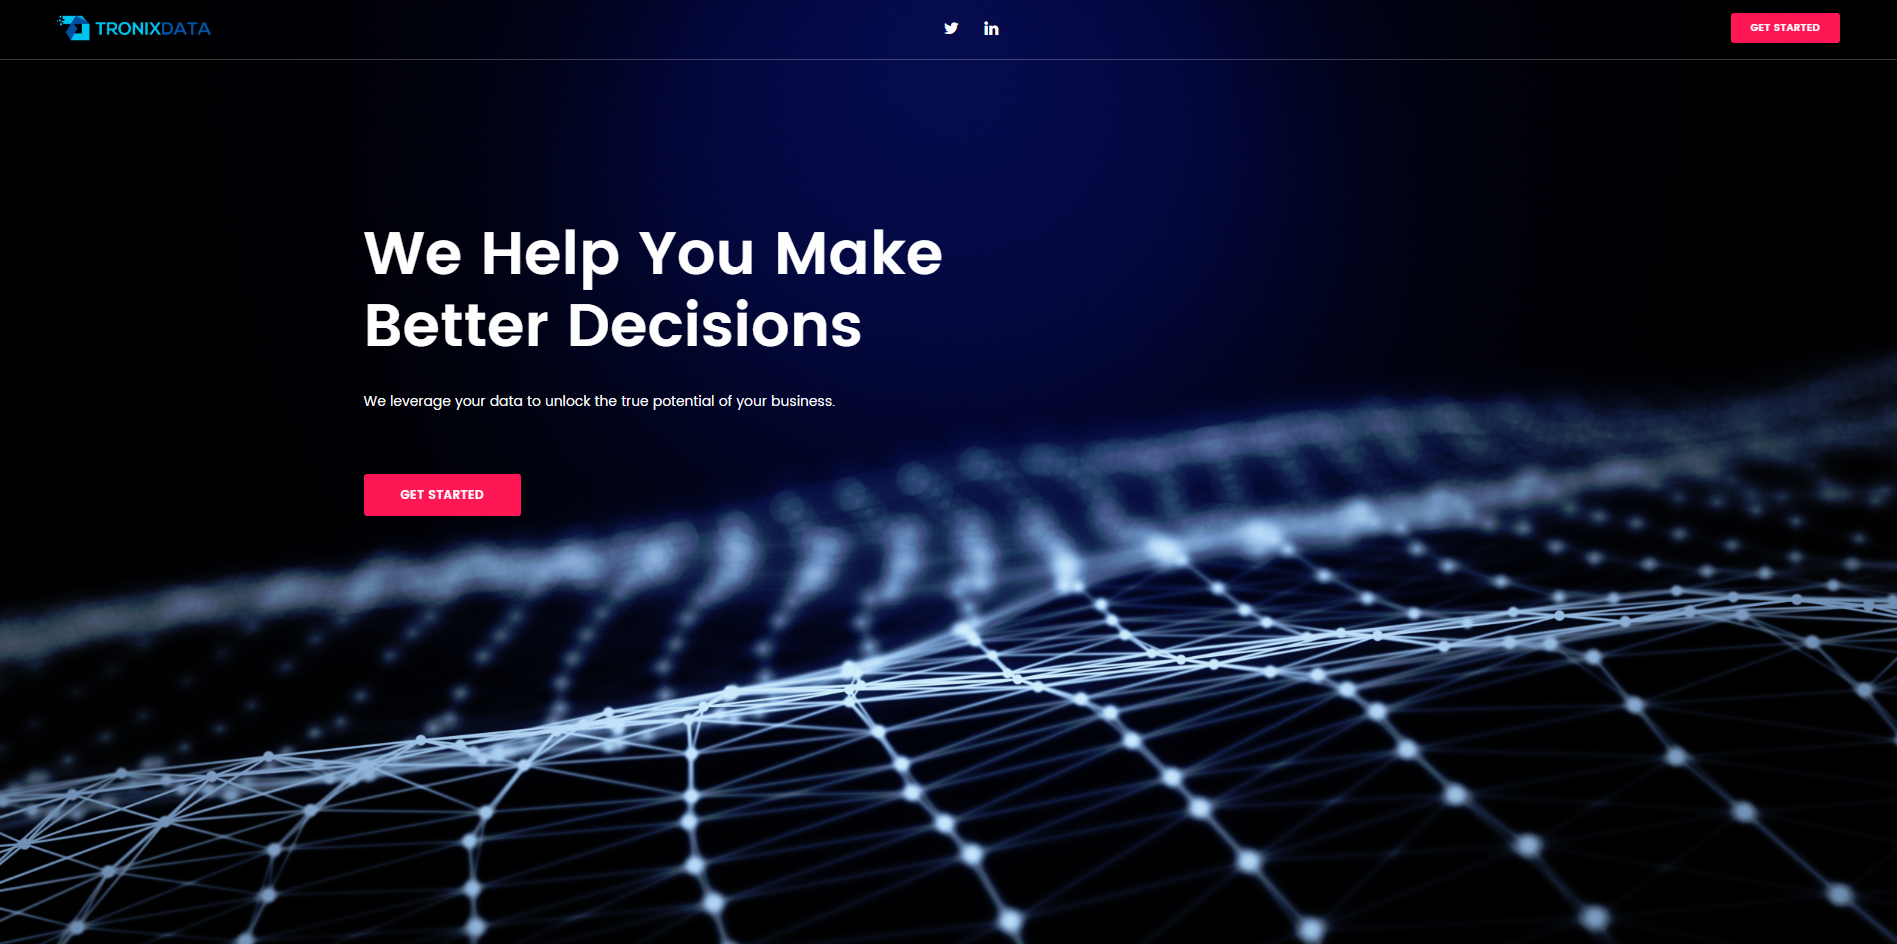 TRONIXDATA
GET STARTED
We Help You Make
Better Decisions
We leverage your data to unlock the true potential of your business.
GET STARTED